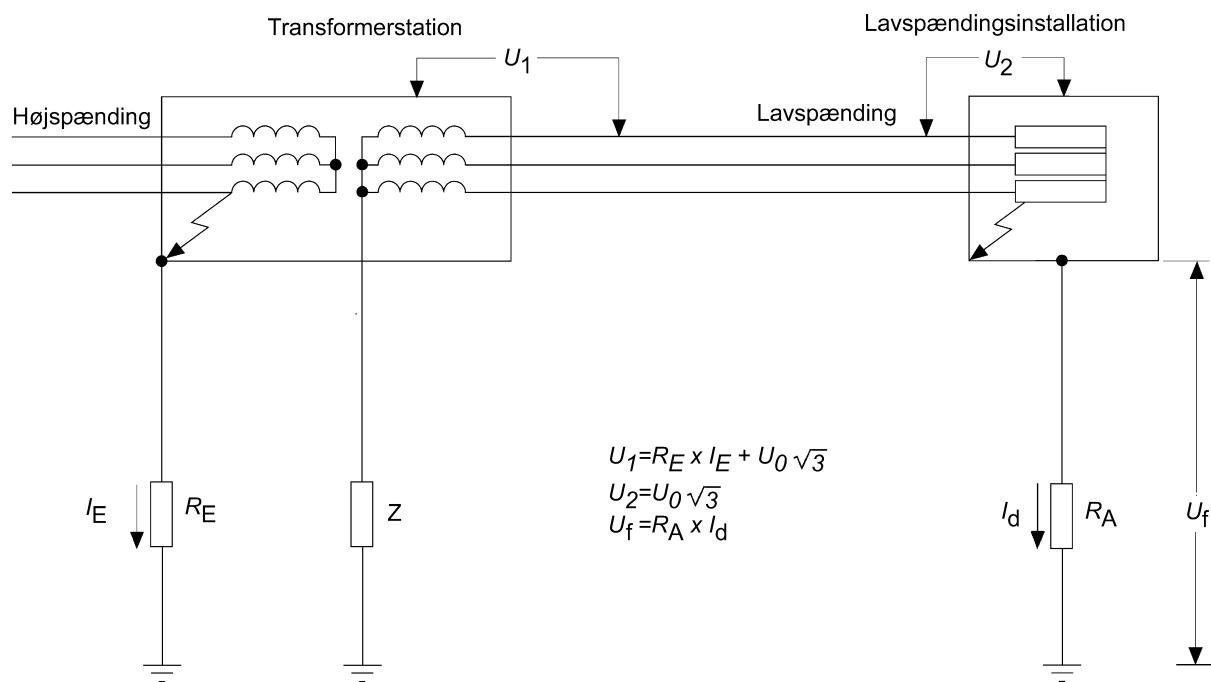 Transformerstation
Lavspændingsinstallation
U1
U2
Højspænding
Lavspænding
U1=RE x IE + U0 √3
U2=U0 √3
Uf=RA x Id
IE
RE
Z
Id
RA
Uf